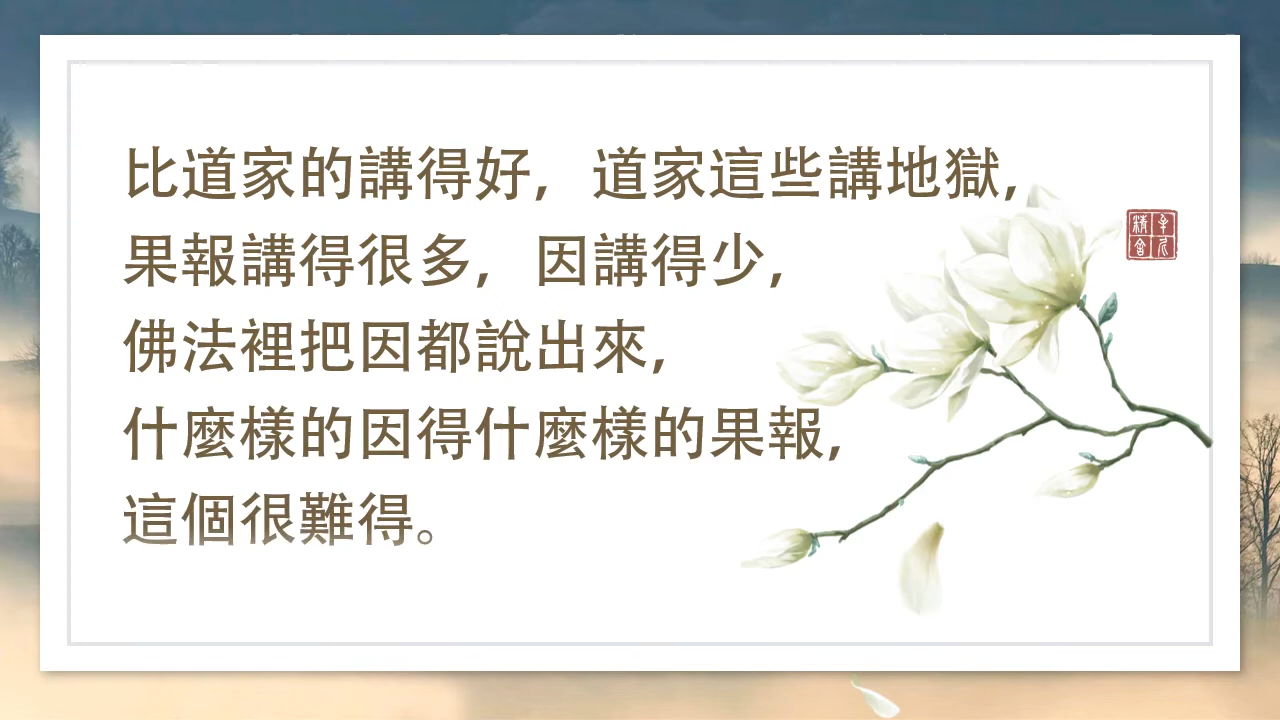 比道家的講得好，道家這些講地獄，
果報講得很多，因講得少，
佛法裡把因都說出來，
什麼樣的因得什麼樣的果報，
這個很難得。